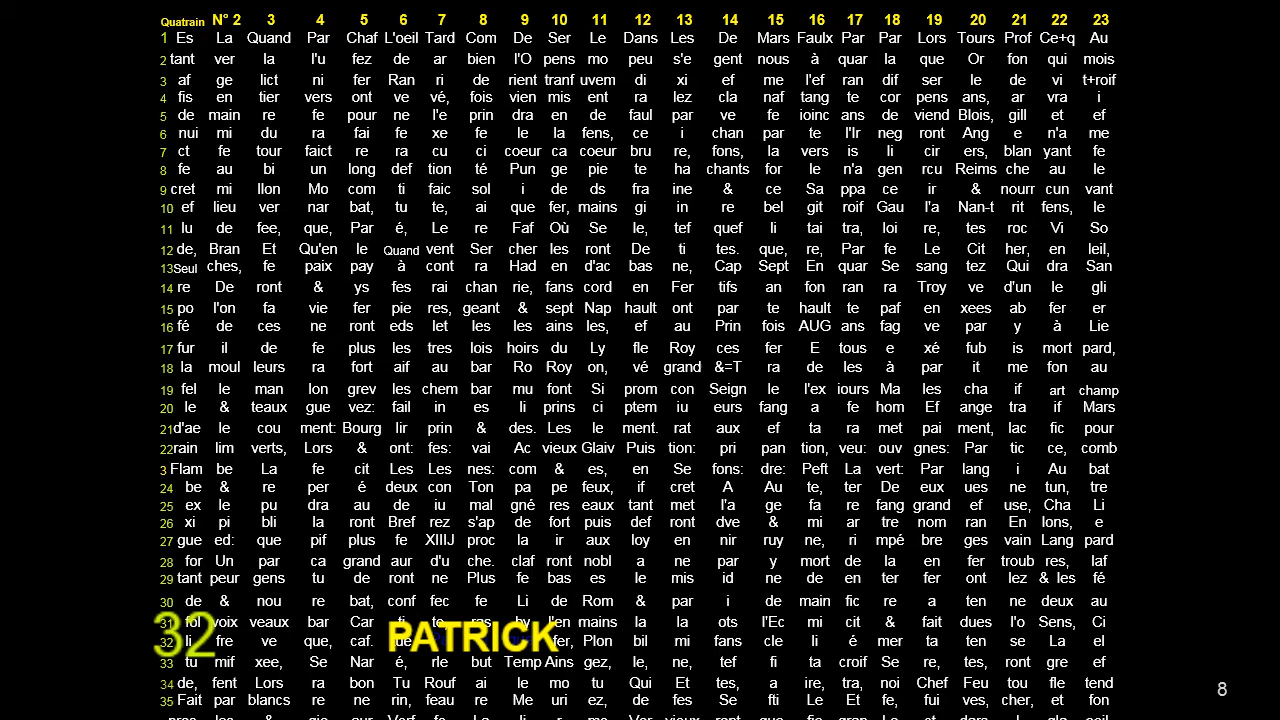 Quatrain N° 2 3 4 5 6 7 8 9 10 11 12 13 14 15 16 17 18 19 20 21 22 23
1 Es La Quand Par Chaf L'oeil Tard Com De Ser Le Dans Les De Mars Faulx Par Par Lors Tours Prof Ce+q Au
2 tant ver la l'u fez de ar bien l'O pens mo peu s'e gent nous à quar la que Or fon qui mois
3 af ge lict ni fer Ran ri de rient tranf uvem di xi ef me l'ef ran dif ser le de vi t+roif
4 fis en tier vers ont ve vé, fois vien mis ent ra lez cla naf tang te cor pens ans, ar vra i
5 de main re fe pour ne l'e prin dra en de faul par ve fe ioinc ans de viend Blois, gill et ef
6 nui mi du ra fai fe xe fe le la fens, ce i chan par te l'Ir neg ront Ang e n'a me
7 ct fe tour faict re ra cu ci coeur ca coeur bru re, fons, la vers is li cir ers, blan yant fe
8 fe au bi un long def tion té Pun ge pie te ha chants for le n'a gen rcu Reims che au le
9 cret mi llon Mo com ti faic sol i de ds fra ine & ce Sa ppa ce ir & nourr cun vant
10 ef lieu ver nar bat, tu te, ai que fer, mains gi in re bel git roif Gau l'a Nan-t rit fens, le
11 lu de fee, que, Par é, Le re Faf Où Se le, tef quef li tai tra, loi re, tes roc Vi So
12 de, Bran Et Qu'en le Quand vent Ser cher les ront De ti tes. que, re, Par fe Le Cit her, en leil,
13 Seul ches, fe paix pay à cont ra Had en d'ac bas ne, Cap Sept En quar Se sang tez Qui dra San
14 re De ront & ys fes rai chan rie, fans cord en Fer tifs an fon ran ra Troy ve d'un le gli
15 po l'on fa vie fer pie res, geant & sept Nap hault ont par te hault te paf en xees ab fer er
16 fé de ces ne ront eds let les les ains les, ef au Prin fois AUG ans fag ve par y à Lie
17 fur il de fe plus les tres lois hoirs du Ly fle Roy ces fer E tous e xé fub is mort pard,
18 la moul leurs ra fort aif au bar Ro Roy on, vé grand &=T ra de les à par it me fon au
19 fel le man lon grev les chem bar mu font Si prom con Seign le l'ex iours Ma les cha if art champ
20 le & teaux gue vez: fail in es li prins ci ptem iu eurs fang a fe hom Ef ange tra if Mars
21 d'ae le cou ment: Bourg lir prin & des. Les le ment. rat aux ef ta ra met pai ment, lac fic pour
22 rain lim verts, Lors & ont: fes: vai Ac vieux Glaiv Puis tion: pri pan tion, veu: ouv gnes: Par tic ce, comb
3 Flam be La fe cit Les Les nes: com & es, en Se fons: dre: Peft La vert: Par lang i Au bat
24 be & re per é deux con Ton pa pe feux, if cret A Au te, ter De eux ues ne tun, tre
25 ex le pu dra au de iu mal gné res eaux tant met l'a ge fa re fang grand ef use, Cha Li
26 xi pi bli la ront Bref rez s'ap de fort puis def ront dve & mi ar tre nom ran En lons, e
27 gue ed: que pif plus fe XIIIJ proc la ir aux loy en nir ruy ne, ri mpé bre ges vain Lang pard
28 for Un par ca grand aur d'u che. claf ront nobl a ne par y mort de la en fer troub res, laf
29 tant peur gens tu de ront ne Plus fe bas es le mis id ne de en ter fer ont lez & les fé
30 de & nou re bat, conf fec fe Li de Rom & par i de main fic re a ten ne deux au
31 fol voix veaux bar Car l'en mains la la ots l'Ec mi cit & fait dues l'o Sens, Ci
32 PATRICK
32 li fre ve que, caf. fer, Plon bil mi fans cle li é mer ta ten se La el
33 tu mif xee, Se Nar é, rle but Temp Ains gez, le, ne, tef fi ta croif Se re, tes, ront gre ef
34 de, fent Lors ra bon Tu Rouf ai le mo tu Qui Et tes, a ire, tra, noi Chef Feu tou fle tend
35 Fait par blancs re ne rin, feau re Me uri ez, de fes Se fti Le Et fe, fui ves cher, et fon
8